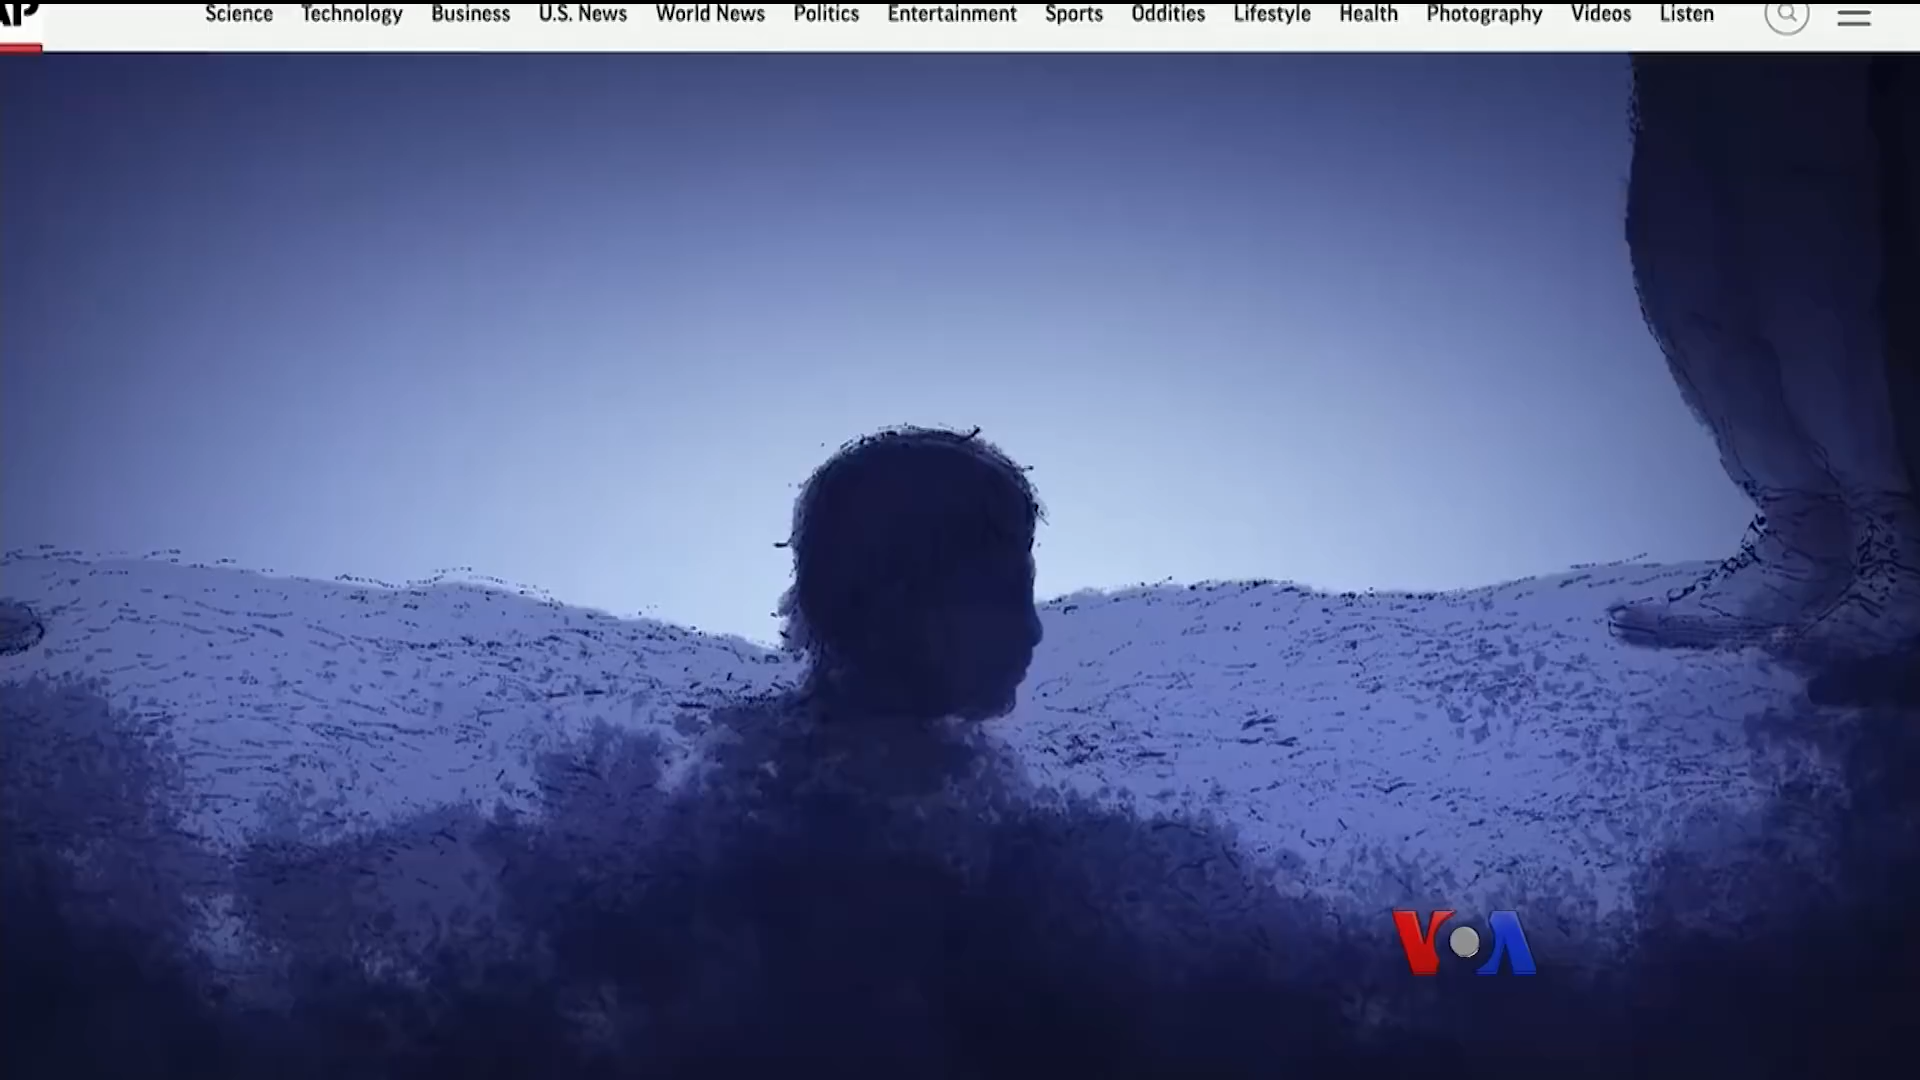 AP
Science Technology Business U.S. News World News Politics Entertainment Sports Oddities Lifestyle Health Photography Videos Listen
VOA